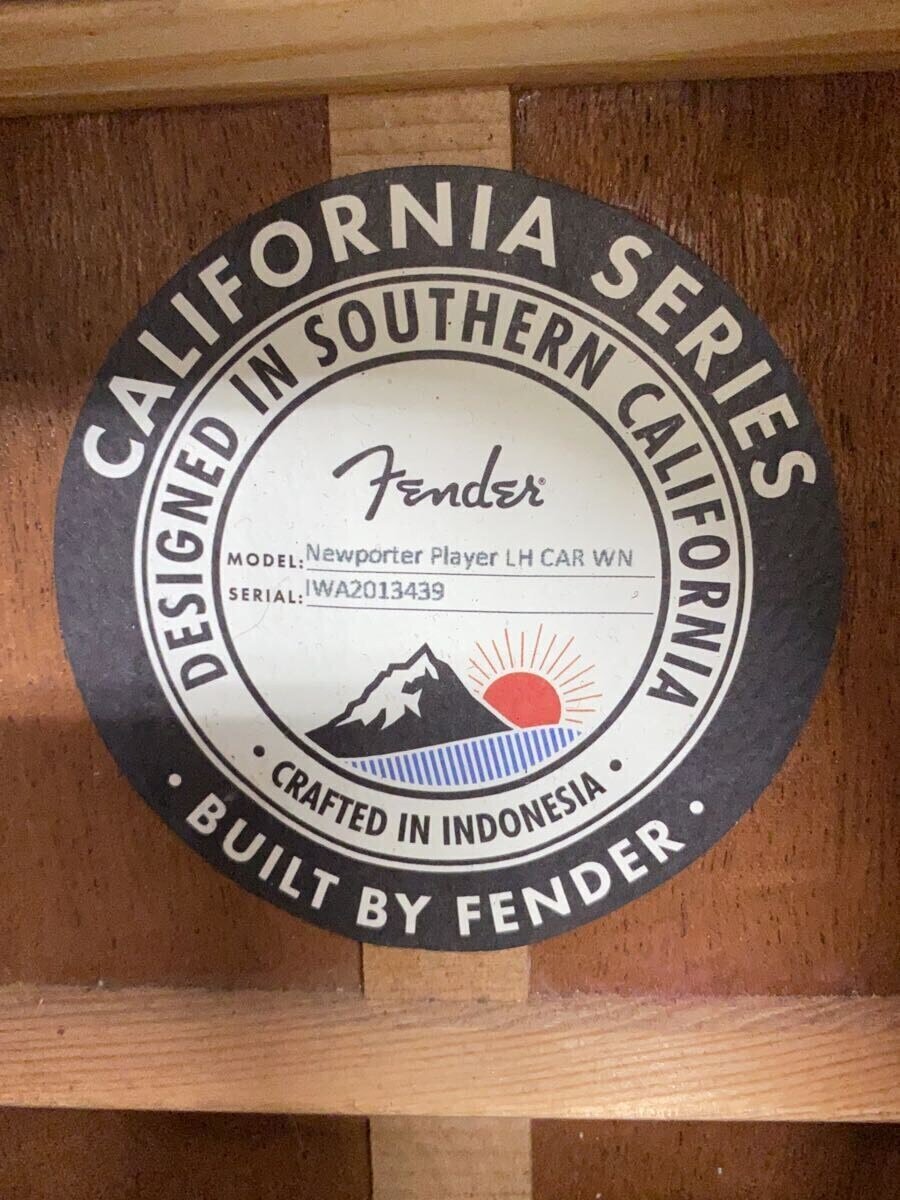 CALIFORNIA SERIES
DESIGNED IN SOUTHERN CALIFORNIA
Fender®
MODEL: Newporter Player LH CAR WN
SERIAL: IWA2013439
• CRAFTED IN INDONESIA •
• BUILT BY FENDER •